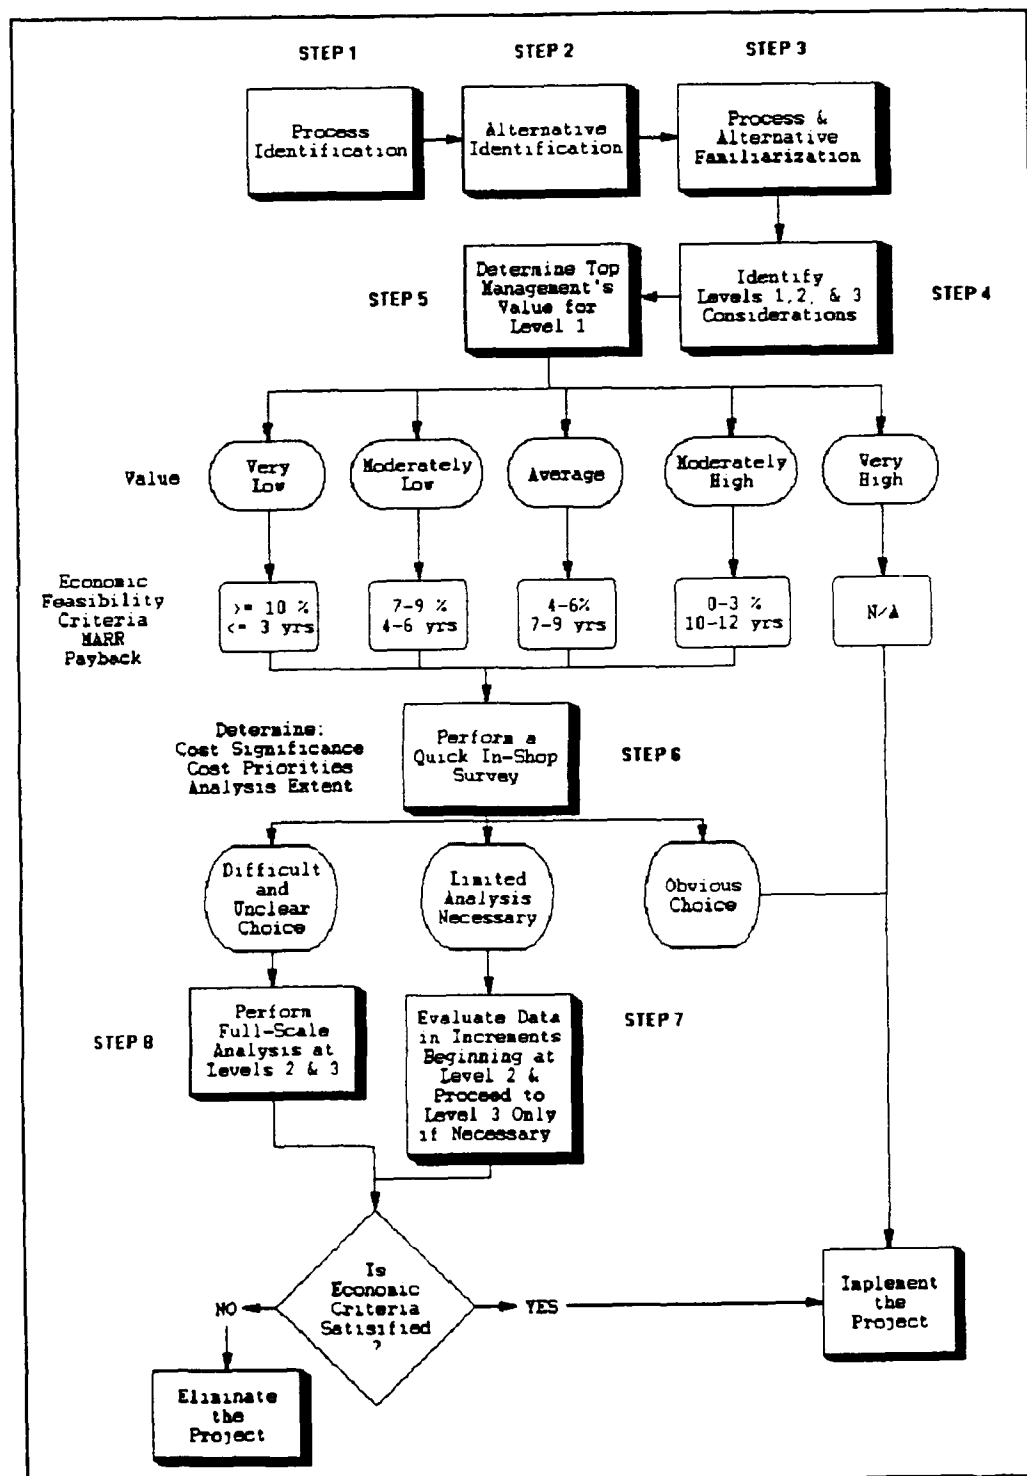 STEP 1
STEP 2
STEP 3
Process
Identification
Alternative
Identification
Process &
Alternative
Familiarization
STEP 5
Determine Top
Management's
Value for
Level 1
Identify
Levels 1,2, & 3
Considerations
STEP 4
Value
Very
Low
Moderately
Low
Average
Moderately
High
Very
High
Economic
Feasibility
Criteria
MARR
Payback
>= 10 %
<= 3 yrs
7-9 %
4-6 yrs
4-6%
7-9 yrs
0-3 %
10-12 yrs
N/A
Determine:
Cost Significance
Cost Priorities
Analysis Extent
Perform a
Quick In-Shop
Survey
STEP 6
Difficult
and
Unclear
Choice
Limited
Analysis
Necessary
Obvious
Choice
STEP 8
Perform
Full-Scale
Analysis at
Levels 2 & 3
Evaluate Data
in Increments
Beginning at
Level 2 &
Proceed to
Level 3 Only
if Necessary
STEP 7
Is
Economic
Criteria
Satisified
?
NO
YES
Implement
the
Project
Eliminate
the
Project